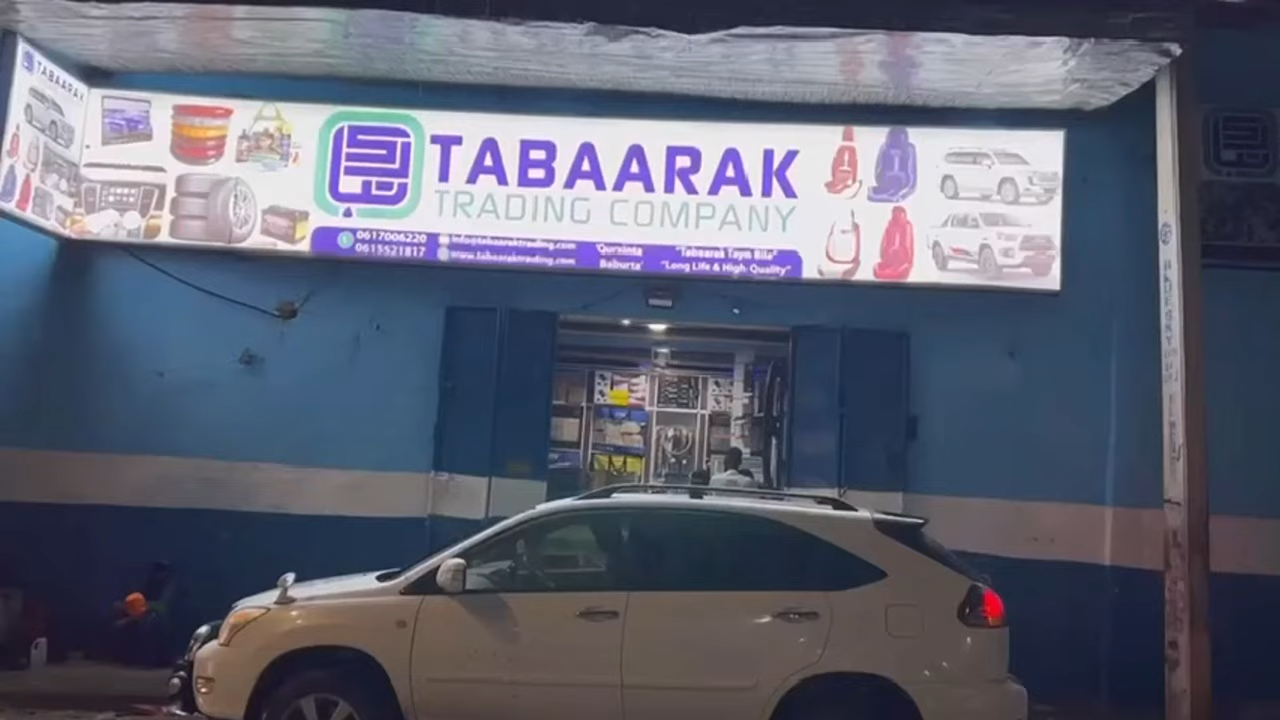 TABAARAK
TABAARAK
TRADING COMPANY
0617006220
0615521817
info@tabaaraktrading.com
www.tabaaraktrading.com
'Qurxinta
Baburta'
"Tabaarak Tayo Bila"
"Long Life & High Quality"